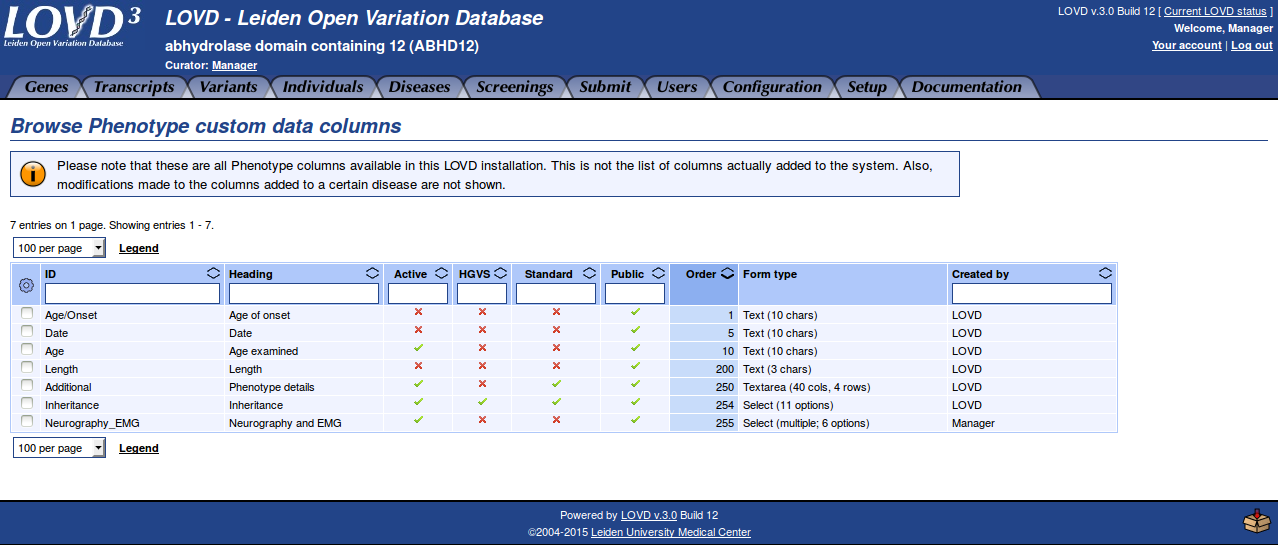 LOVD 3
Leiden Open Variation Database
LOVD - Leiden Open Variation Database
abhydrolase domain containing 12 (ABHD12)
Curator: Manager
LOVD v.3.0 Build 12 [ Current LOVD status ]
Welcome, Manager
Your account | Log out
Genes Transcripts Variants Individuals Diseases Screenings Submit Users Configuration Setup Documentation
Browse Phenotype custom data columns
Please note that these are all Phenotype columns available in this LOVD installation. This is not the list of columns actually added to the system. Also,
modifications made to the columns added to a certain disease are not shown.
7 entries on 1 page. Showing entries 1 - 7.
100 per page Legend
ID Heading Active HGVS Standard Public Order Form type Created by
Age/Onset Age of onset 1 Text (10 chars) LOVD
Date Date 5 Text (10 chars) LOVD
Age Age examined 10 Text (10 chars) LOVD
Length Length 200 Text (3 chars) LOVD
Additional Phenotype details 250 Textarea (40 cols, 4 rows) LOVD
Inheritance Inheritance 254 Select (11 options) LOVD
Neurography_EMG Neurography and EMG 255 Select (multiple; 6 options) Manager
100 per page Legend
Powered by LOVD v.3.0 Build 12
©2004-2015 Leiden University Medical Center